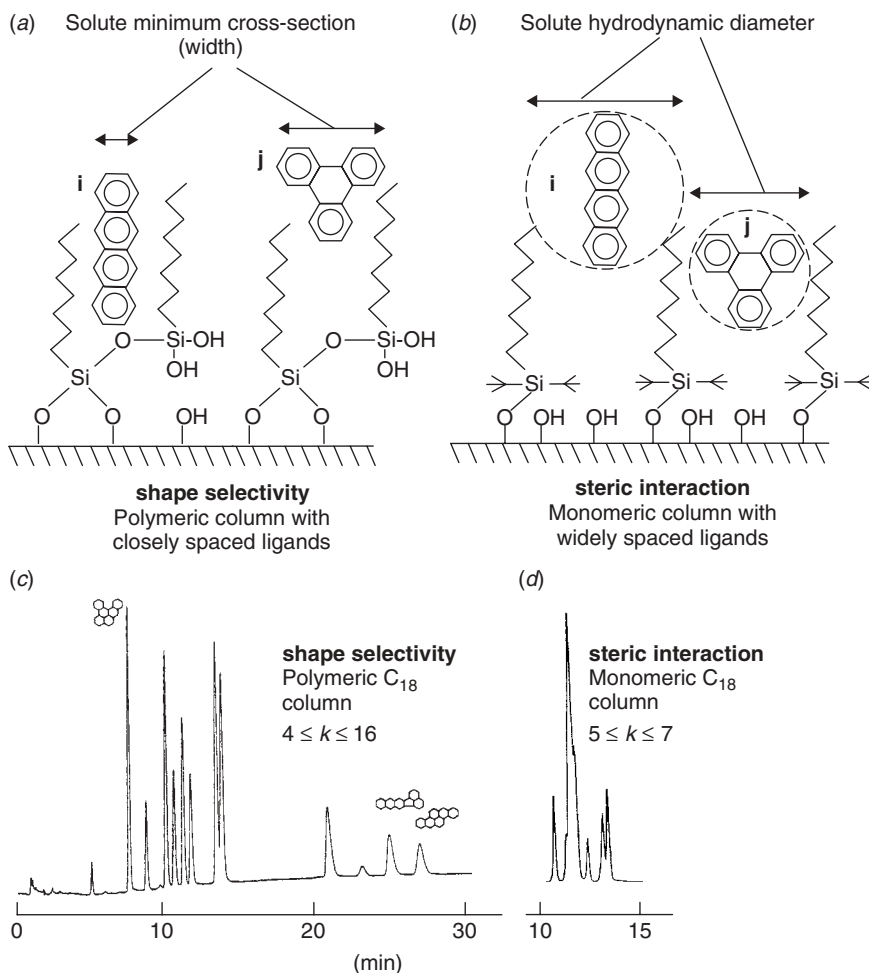 (a) Solute minimum cross-section
(width)
i
j
O
Si-OH
OH
Si
O
O
OH
O
Si-OH
OH
Si
O
O
shape selectivity
Polymeric column with
closely spaced ligands
(b) Solute hydrodynamic diameter
i
j
Si
Si
Si
O
OH
OH
O
OH
OH
O
steric interaction
Monomeric column with
widely spaced ligands
(c)
shape selectivity
Polymeric C18
column
4 ≤ k ≤ 16
0 10 20 30
(min)
(d)
steric interaction
Monomeric C18
column
5 ≤ k ≤ 7
10 15